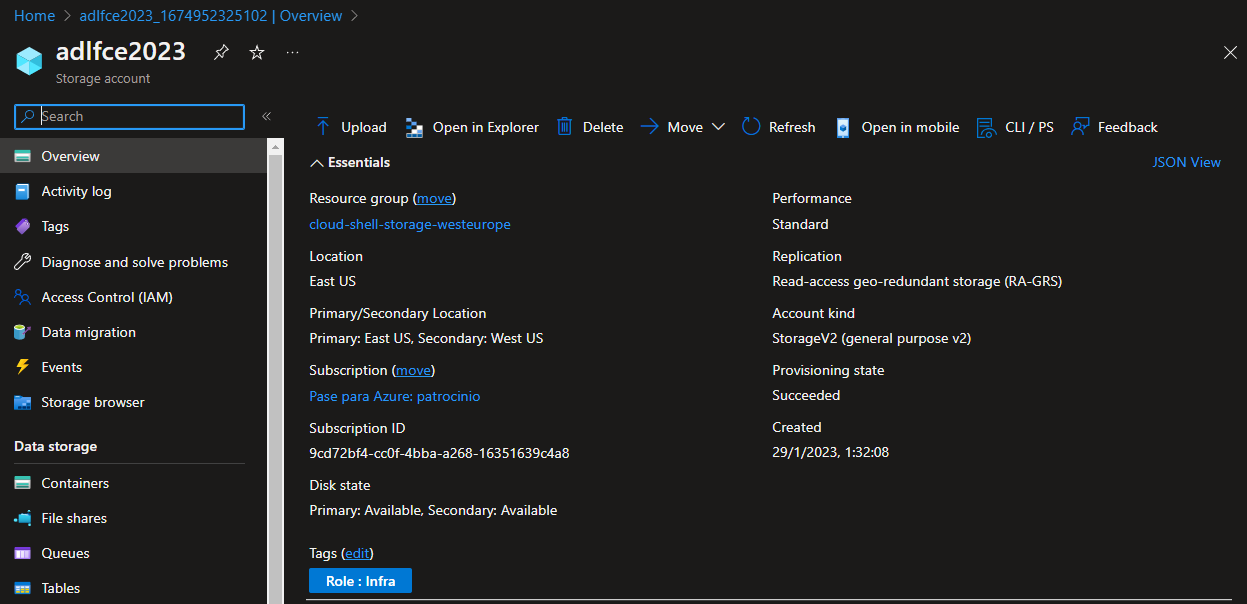 Home > adlfce2023_1674952325102 | Overview >
adlfce2023
Storage account
Search
Overview
Activity log
Tags
Diagnose and solve problems
Access Control (IAM)
Data migration
Events
Storage browser
Data storage
Containers
File shares
Queues
Tables
Upload Open in Explorer Delete Move Refresh Open in mobile CLI / PS Feedback
Essentials
JSON View
Resource group (move)
cloud-shell-storage-westeurope
Location
East US
Primary/Secondary Location
Primary: East US, Secondary: West US
Subscription (move)
Pase para Azure: patrocinio
Subscription ID
9cd72bf4-cc0f-4bba-a268-16351639c4a8
Disk state
Primary: Available, Secondary: Available
Performance
Standard
Replication
Read-access geo-redundant storage (RA-GRS)
Account kind
StorageV2 (general purpose v2)
Provisioning state
Succeeded
Created
29/1/2023, 1:32:08
Tags (edit)
Role : Infra